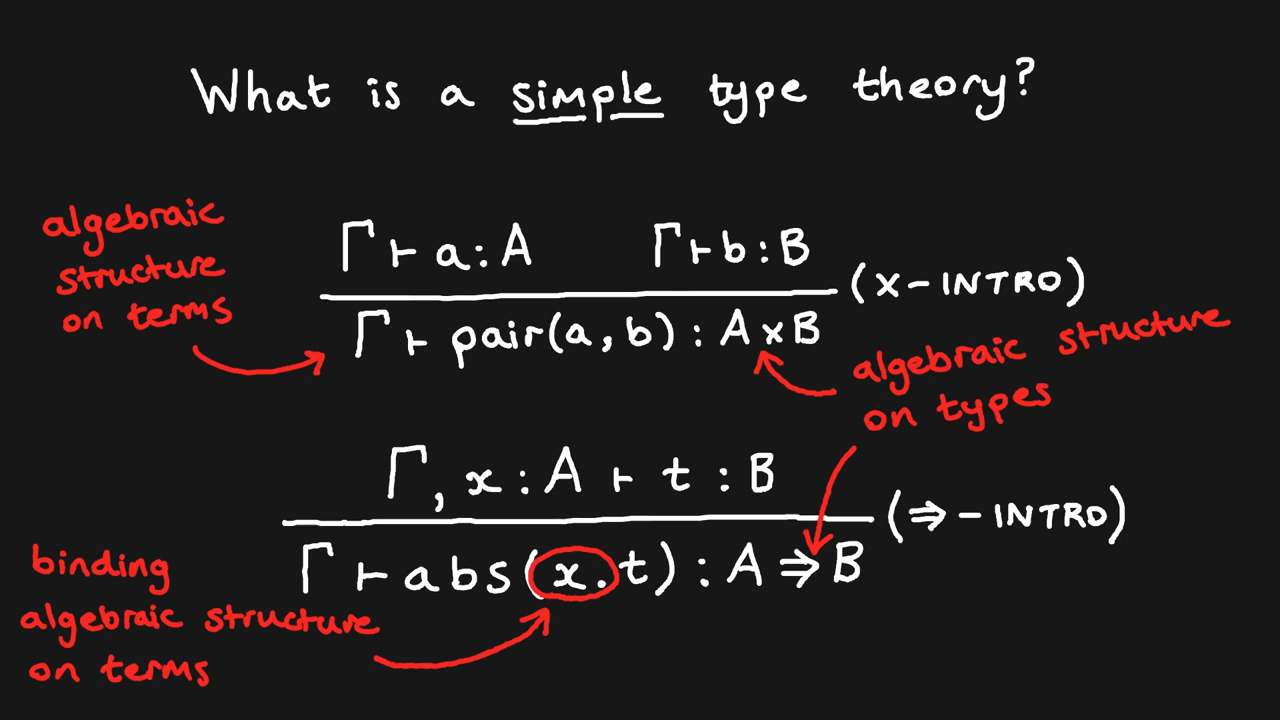 What is a simple type theory?
algebraic
structure
on terms
Γ ⊢ a : A    Γ ⊢ b : B
(× - INTRO)
Γ ⊢ pair(a, b) : A × B
algebraic structure
on types
Γ, x : A ⊢ t : B
(⇒ - INTRO)
Γ ⊢ abs(x.t) : A ⇒ B
binding
algebraic structure
on terms